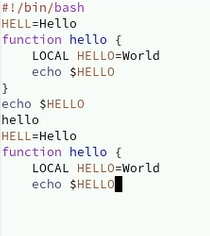 #!/bin/bash
HELL=Hello
function hello {
LOCAL HELLO=World
echo $HELLO
}
echo $HELLO
hello
HELL=Hello
function hello {
LOCAL HELLO=World
echo $HELLO